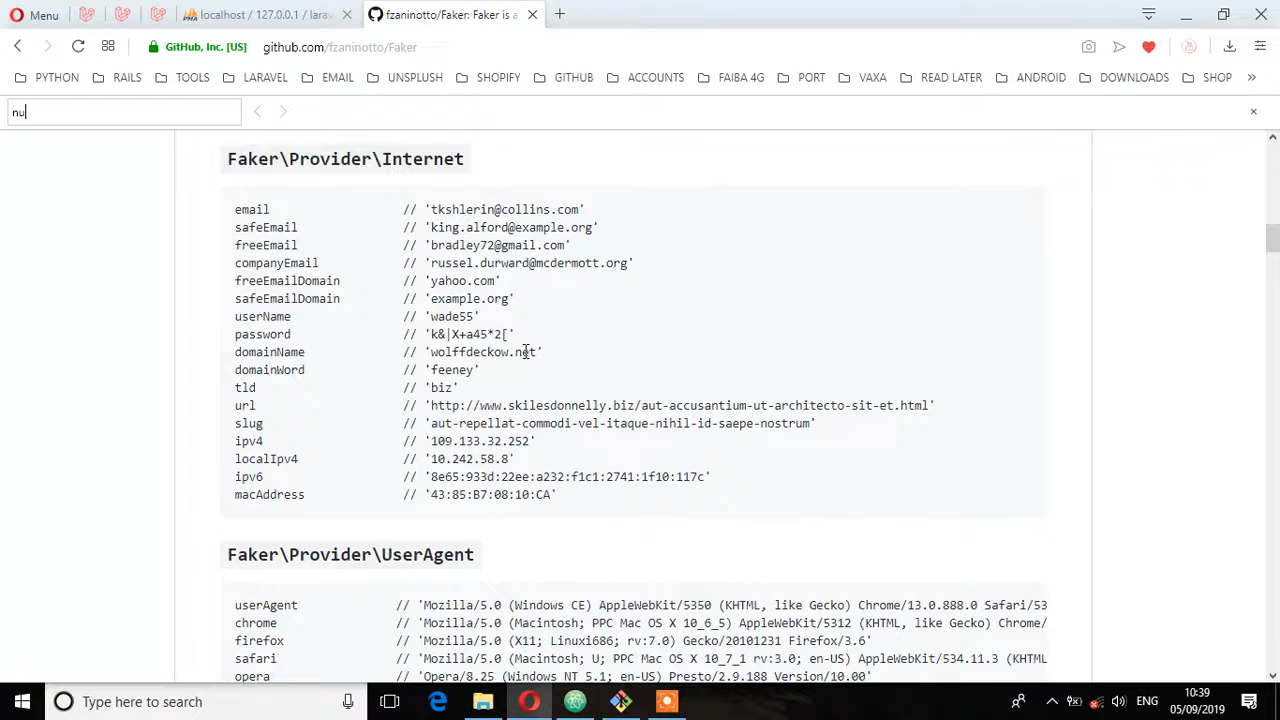 Menu
localhost / 127.0.0.1 / larav
fzaninotto/Faker: Faker is a
GitHub, Inc. [US]
github.com/fzaninotto/Faker
PYTHON RAILS TOOLS LARAVEL EMAIL UNSPLUSH SHOPIFY GITHUB ACCOUNTS FAIBA 4G PORT VAXA READ LATER ANDROID DOWNLOADS SHOP »
nu
Faker\Provider\Internet
email // 'tkshlerin@collins.com'
safeEmail // 'king.alford@example.org'
freeEmail // 'bradley72@gmail.com'
companyEmail // 'russel.durward@mcdermott.org'
freeEmailDomain // 'yahoo.com'
safeEmailDomain // 'example.org'
userName // 'wade55'
password // 'k&|X+a45*2['
domainName // 'wolffdeckow.net'
domainWord // 'feeney'
tld // 'biz'
url // 'http://www.skilesdonnelly.biz/aut-accusantium-ut-architecto-sit-et.html'
slug // 'aut-repellat-commodi-vel-itaque-nihil-id-saepe-nostrum'
ipv4 // '109.133.32.252'
localIpv4 // '10.242.58.8'
ipv6 // '8e65:933d:22ee:a232:f1c1:2741:1f10:117c'
macAddress // '43:85:B7:08:10:CA'
Faker\Provider\UserAgent
userAgent // 'Mozilla/5.0 (Windows CE) AppleWebKit/5350 (KHTML, like Gecko) Chrome/13.0.888.0 Safari/53
chrome // 'Mozilla/5.0 (Macintosh; PPC Mac OS X 10_6_5) AppleWebKit/5312 (KHTML, like Gecko) Chrome/
firefox // 'Mozilla/5.0 (X11; Linuxi686; rv:7.0) Gecko/20101231 Firefox/3.6'
safari // 'Mozilla/5.0 (Macintosh; U; PPC Mac OS X 10_7_1 rv:3.0; en-US) AppleWebKit/534.11.3 (KHTML
opera // 'Opera/8.25 (Windows NT 5.1; en-US) Presto/2.9.188 Version/10.00'
Type here to search
ENG
10:39
05/09/2019